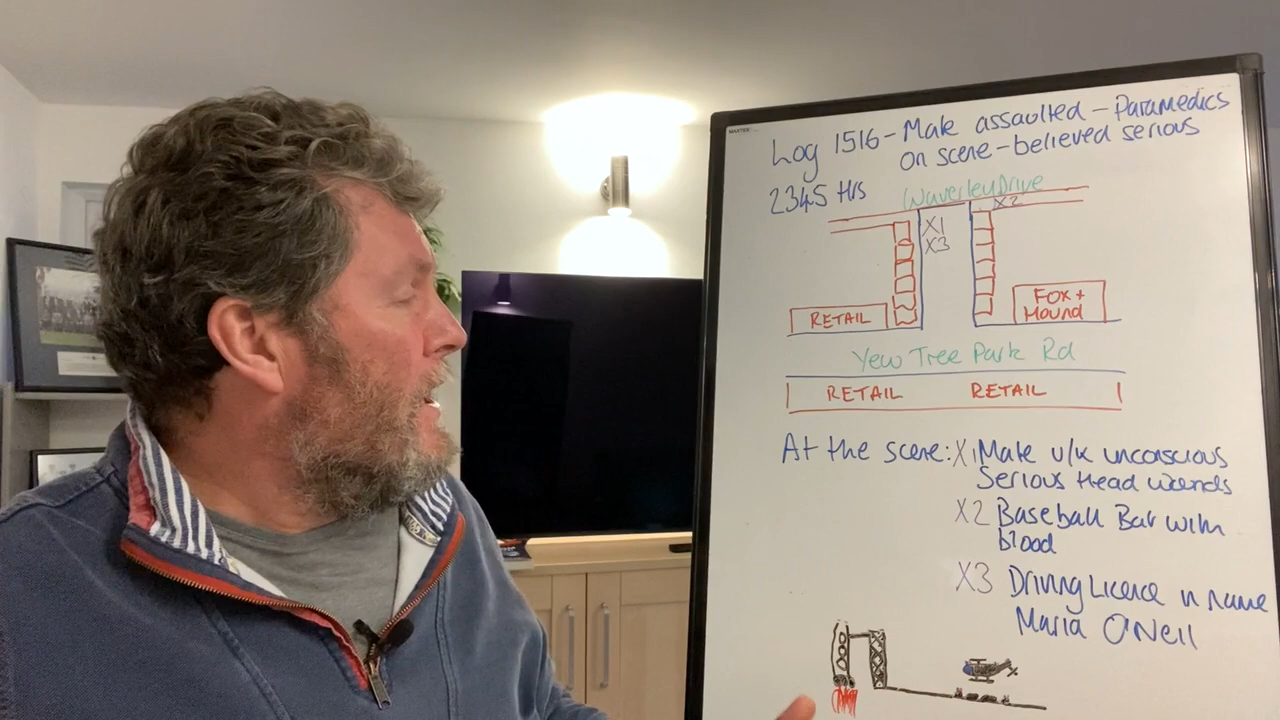 Log 1516 - Male assaulted - Paramedics
on scene - believed serious
2345 Hrs
Waverley Drive
X2
X1
X3
RETAIL
FOX +
Hound
Yew Tree Park Rd
RETAIL RETAIL
At the scene: X1 Male u/k unconscious
Serious Head wounds
X2 Baseball Bat with
blood
X3 Driving Licence in name
Maria O'Neil